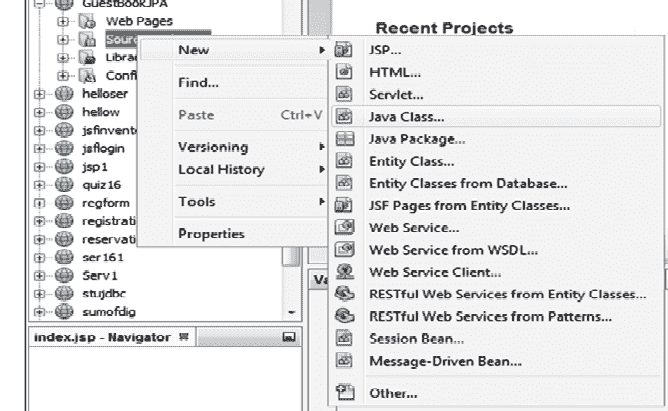 GuestBookJPA
Web Pages
Sour
Libra
Confi
helloser
hellow
jsfinvent
jsflogin
jsp1
quiz16
regform
registrati
reservati
ser161
Serv1
stujdbc
sumofdig
index.jsp - Navigator
New
Find...
Paste Ctrl+V
Versioning
Local History
Tools
Properties
Recent Projects
JSP...
HTML...
Servlet...
Java Class...
Java Package...
Entity Class...
Entity Classes from Database...
JSF Pages from Entity Classes...
Web Service...
Web Service from WSDL...
Web Service Client...
RESTful Web Services from Entity Classes...
RESTful Web Services from Patterns...
Session Bean...
Message-Driven Bean...
Other...
Va